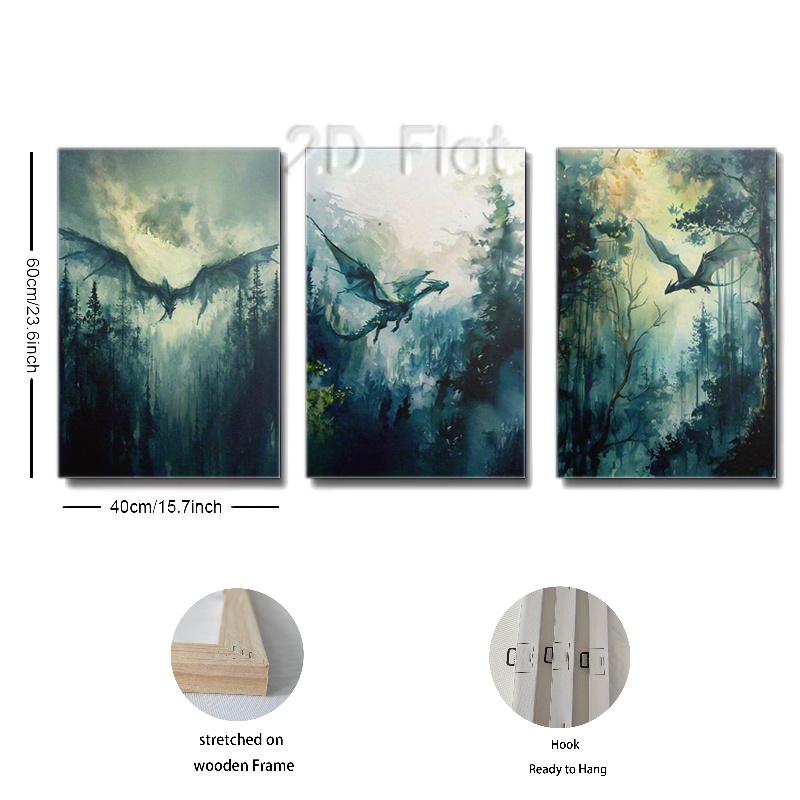 2D Flat
60cm/23.6inch
40cm/15.7inch
stretched on
wooden Frame
Hook
Ready to Hang